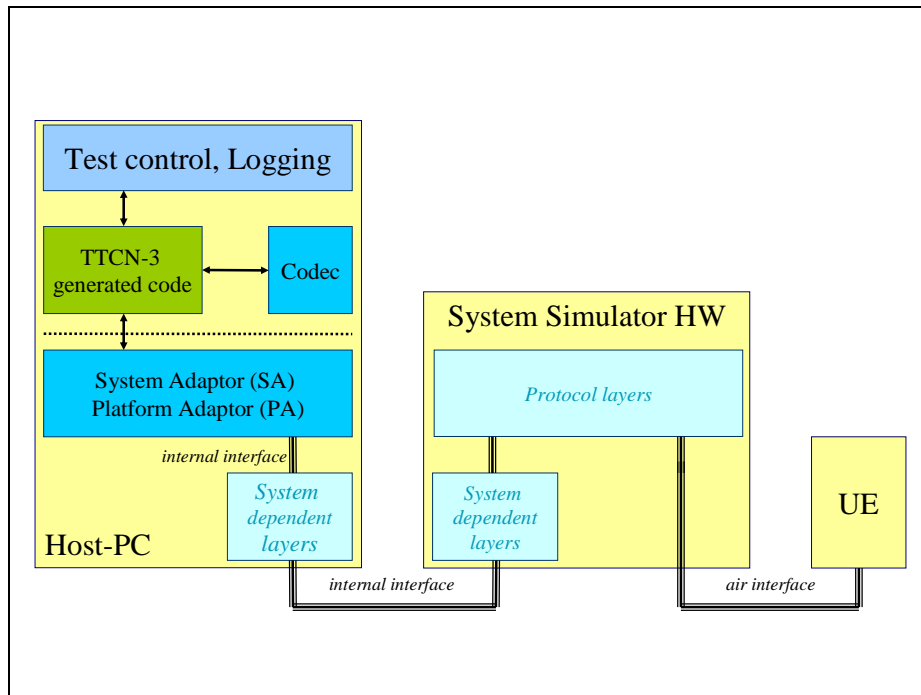 Test control, Logging
TTCN-3
generated code
Codec
System Adaptor (SA)
Platform Adaptor (PA)
internal interface
System
dependent
layers
Host-PC
internal interface
System Simulator HW
Protocol layers
System
dependent
layers
air interface
UE